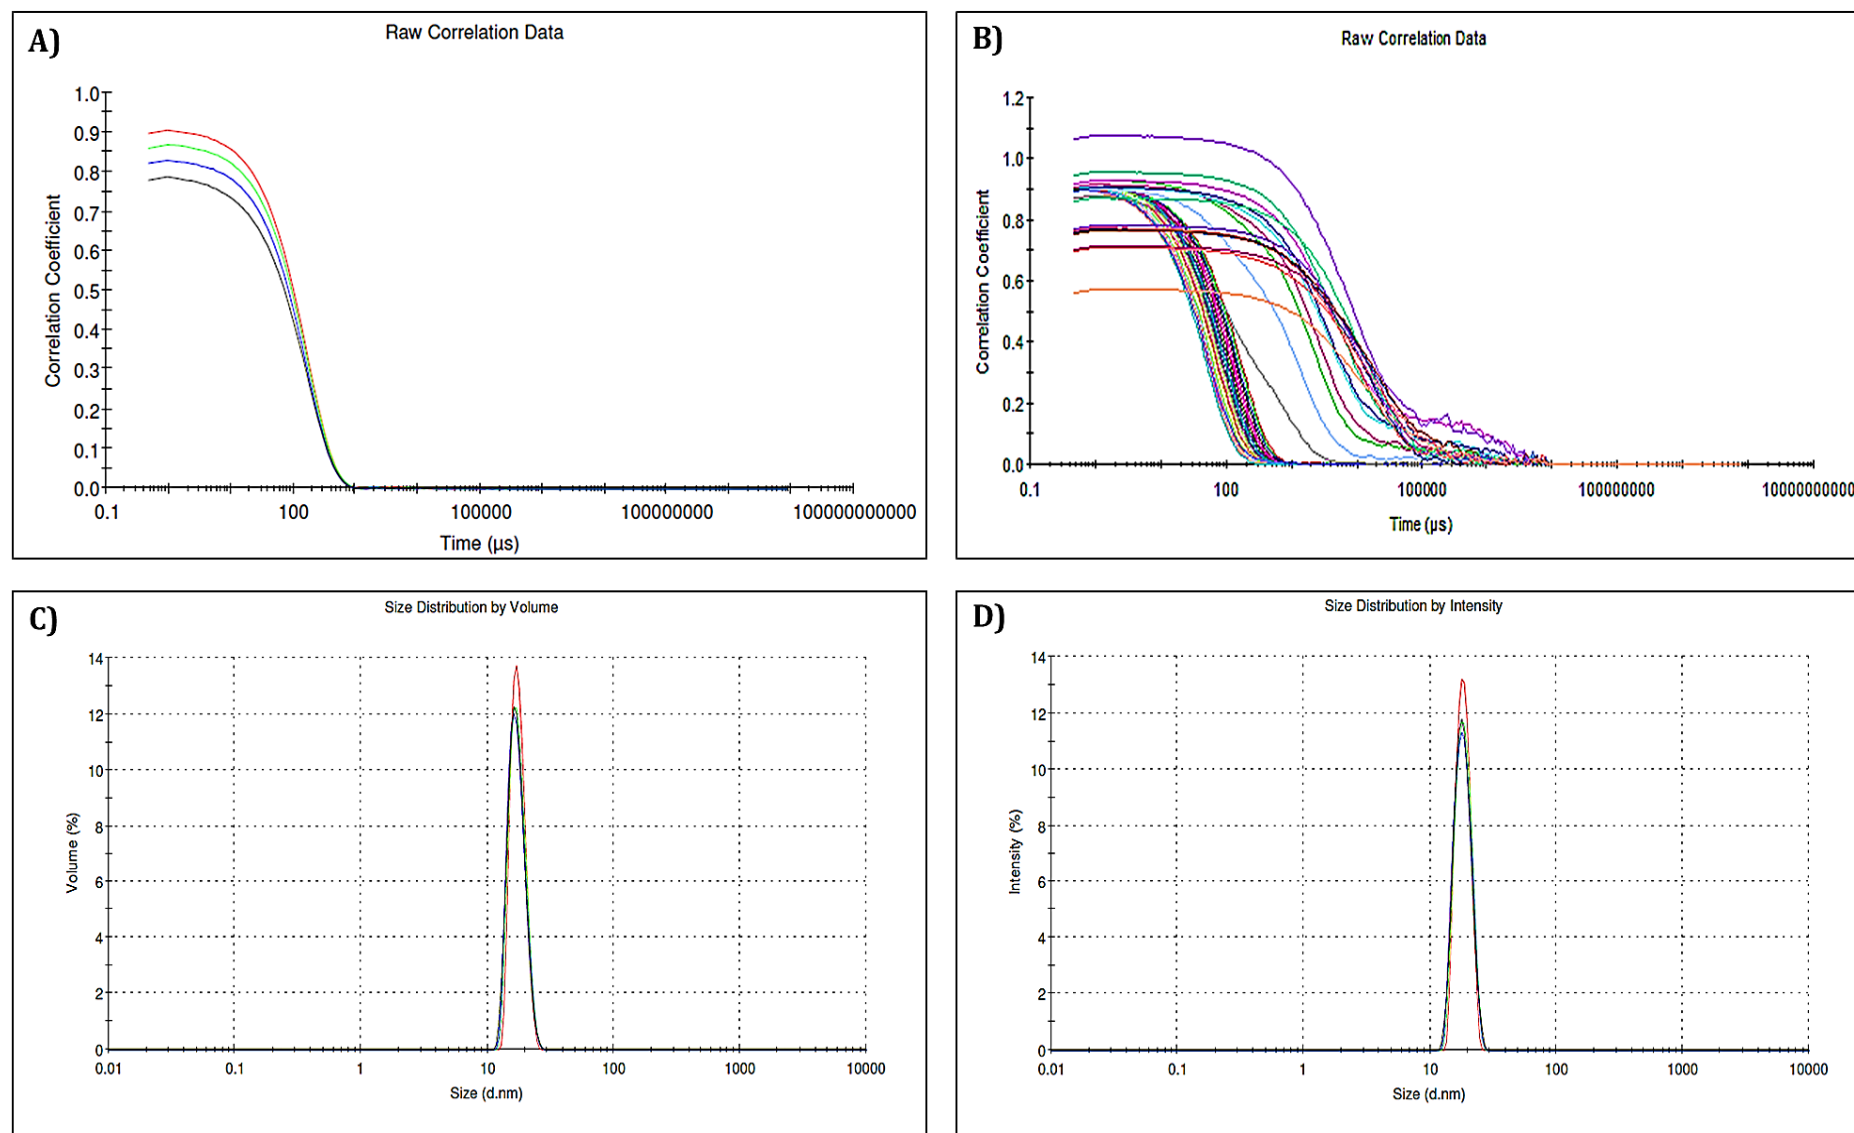 A)
Raw Correlation Data
1.0
0.9
0.8
0.7
0.6
0.5
0.4
0.3
0.2
0.1
0.0
Correlation Coefficient
0.1 100 100000 100000000 100000000000
Time (µs)
B)
Raw Correlation Data
1.2
1.0
0.8
0.6
0.4
0.2
0.0
Correlation Coefficient
0.1 100 100000 100000000
Time (µs)
C)
Size Distribution by Volume
14
12
10
8
6
4
2
0
Volume (%)
0.01 0.1 1 10 100 1000 10000
Size (d.nm)
D)
Size Distribution by Intensity
14
12
10
8
6
4
2
0
Intensity (%)
0.01 0.1 1 10 100 1000 10000
Size (d.nm)